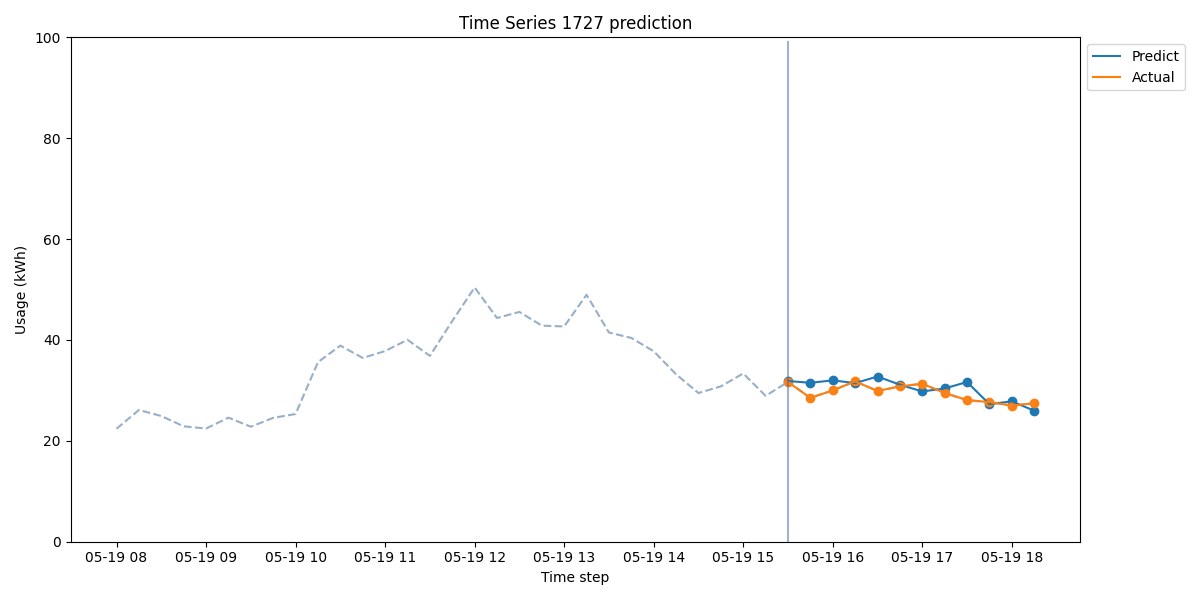 Time Series 1727 prediction
100
80
60
40
20
0
Usage (kWh)
05-19 08 05-19 09 05-19 10 05-19 11 05-19 12 05-19 13 05-19 14 05-19 15 05-19 16 05-19 17 05-19 18
Time step
Predict
Actual